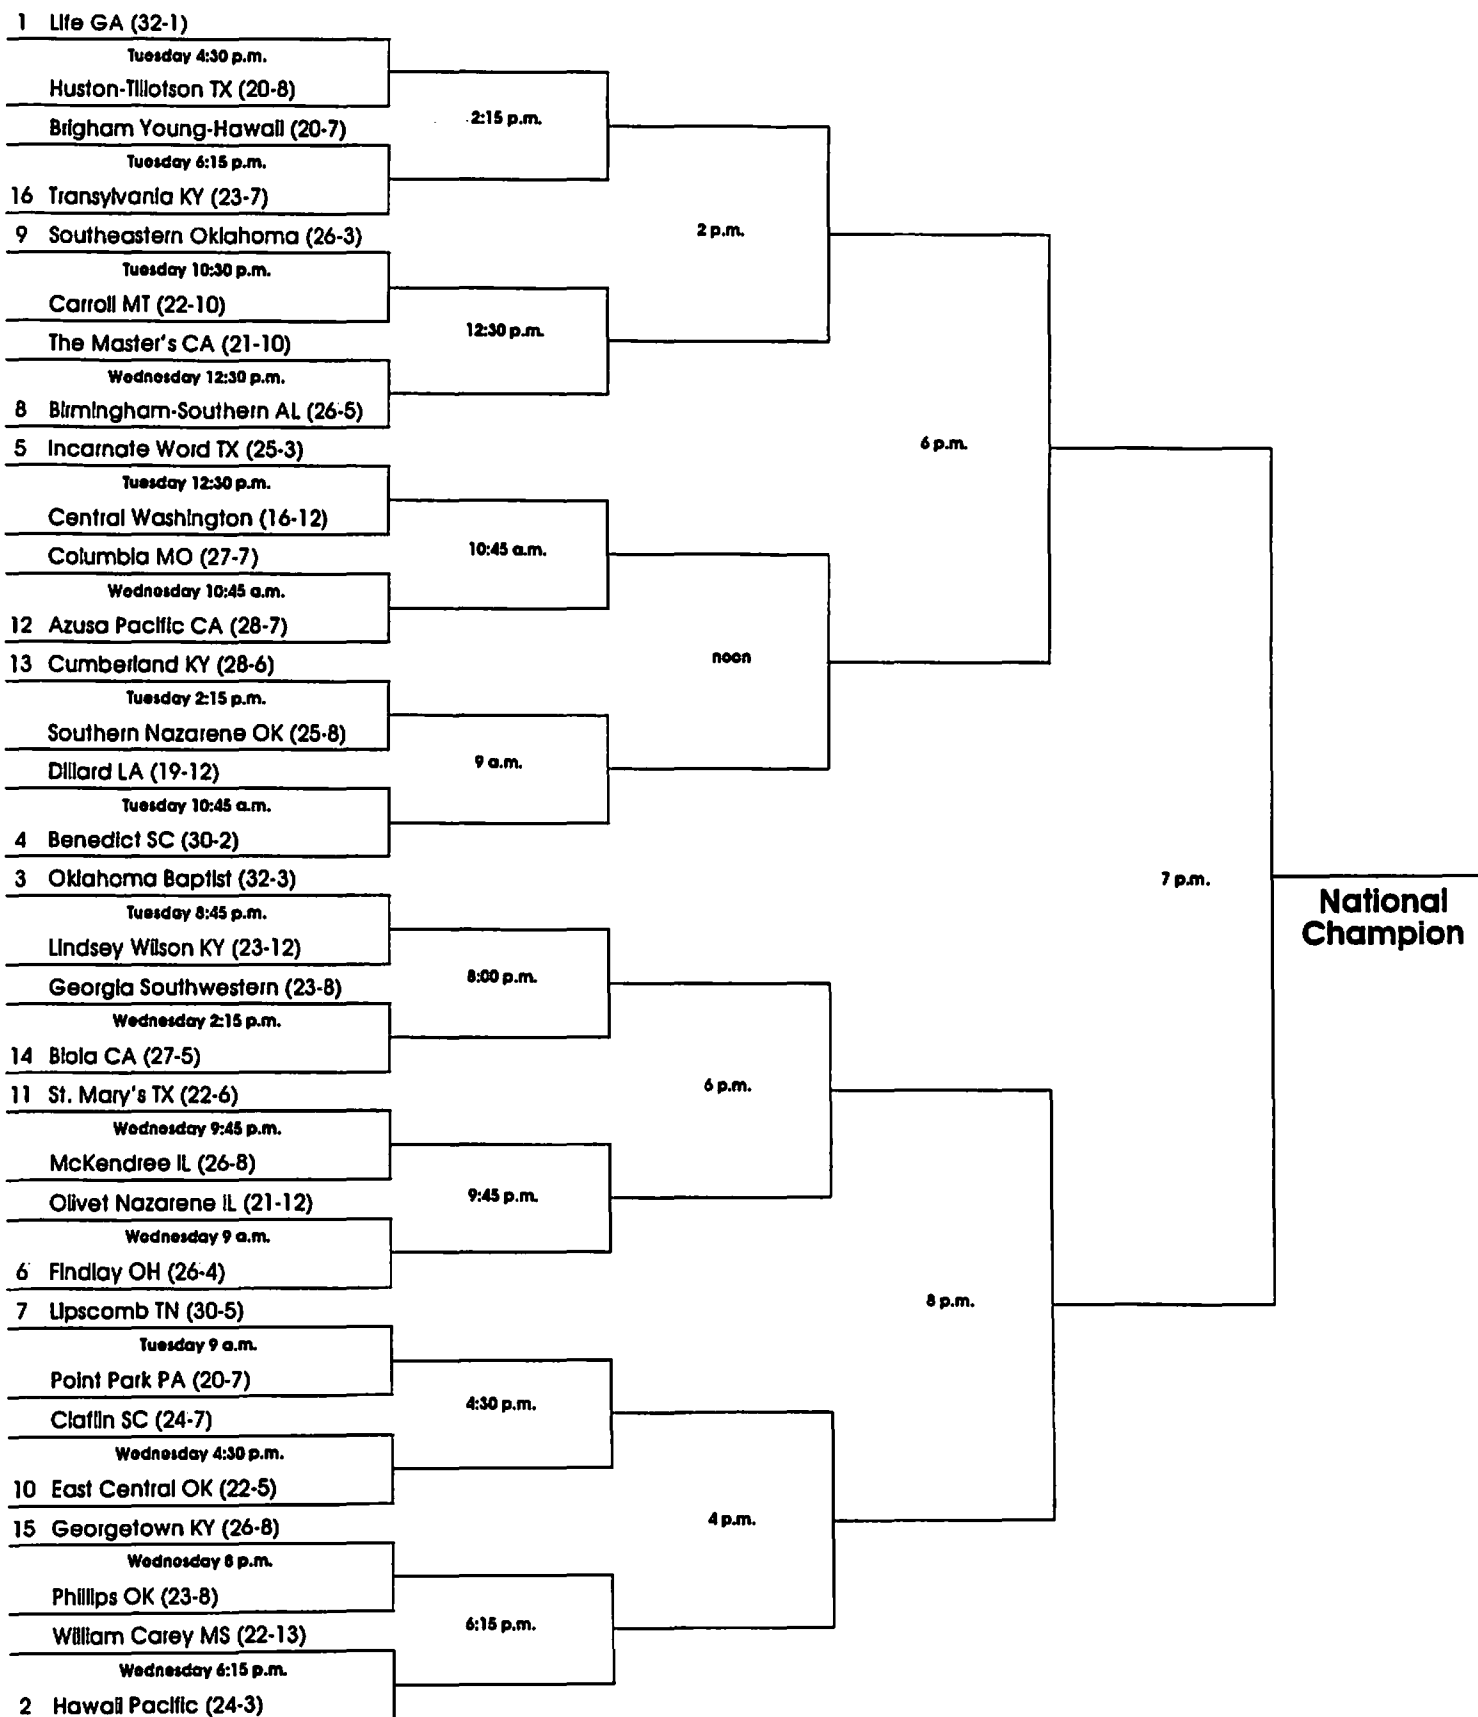 1 Life GA (32-1)
Tuesday 4:30 p.m.
Huston-Tillotson TX (20-8)
2:15 p.m.
Brigham Young-Hawaii (20-7)
Tuesday 6:15 p.m.
16 Transylvania KY (23-7)
2 p.m.
9 Southeastern Oklahoma (26-3)
Tuesday 10:30 p.m.
Carroll MT (22-10)
12:30 p.m.
The Master's CA (21-10)
Wednesday 12:30 p.m.
8 Birmingham-Southern AL (26-5)
6 p.m.
5 Incarnate Word TX (25-3)
Tuesday 12:30 p.m.
Central Washington (16-12)
10:45 a.m.
Columbia MO (27-7)
Wednesday 10:45 a.m.
12 Azusa Pacific CA (28-7)
noon
13 Cumberland KY (28-6)
Tuesday 2:15 p.m.
Southern Nazarene OK (25-8)
9 a.m.
Dillard LA (19-12)
Tuesday 10:45 a.m.
4 Benedict SC (30-2)
7 p.m.
National
Champion
3 Oklahoma Baptist (32-3)
Tuesday 8:45 p.m.
Lindsey Wilson KY (23-12)
8:00 p.m.
Georgia Southwestern (23-8)
Wednesday 2:15 p.m.
14 Biola CA (27-5)
6 p.m.
11 St. Mary's TX (22-6)
Wednesday 9:45 p.m.
McKendree IL (26-8)
9:45 p.m.
Olivet Nazarene IL (21-12)
Wednesday 9 a.m.
6 Findlay OH (26-4)
8 p.m.
7 Lipscomb TN (30-5)
Tuesday 9 a.m.
Point Park PA (20-7)
4:30 p.m.
Claflin SC (24-7)
Wednesday 4:30 p.m.
10 East Central OK (22-5)
4 p.m.
15 Georgetown KY (26-8)
Wednesday 8 p.m.
Phillips OK (23-8)
6:15 p.m.
William Carey MS (22-13)
Wednesday 6:15 p.m.
2 Hawaii Pacific (24-3)